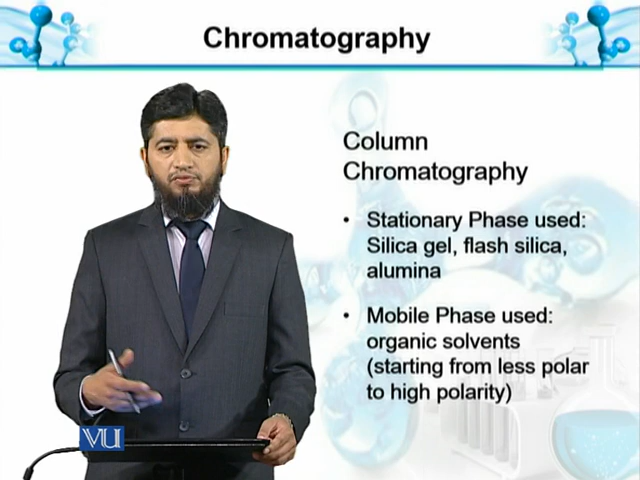 Chromatography
Column
Chromatography
• Stationary Phase used:
Silica gel, flash silica,
alumina
• Mobile Phase used:
organic solvents
(starting from less polar
to high polarity)
VU